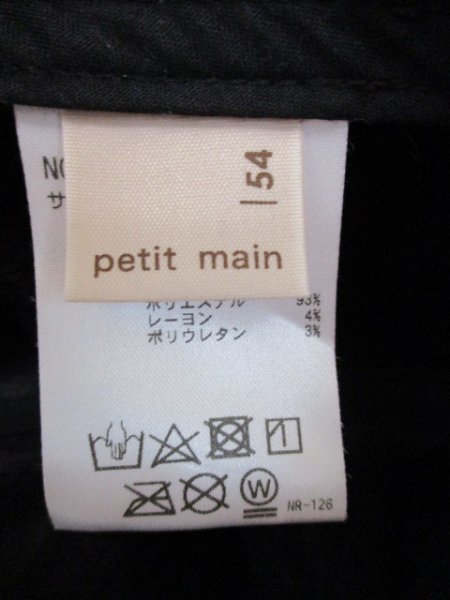 NO
サ
54
petit main
ポリエステル 93%
レーヨン 4%
ポリウレタン 3%
W
NR-126